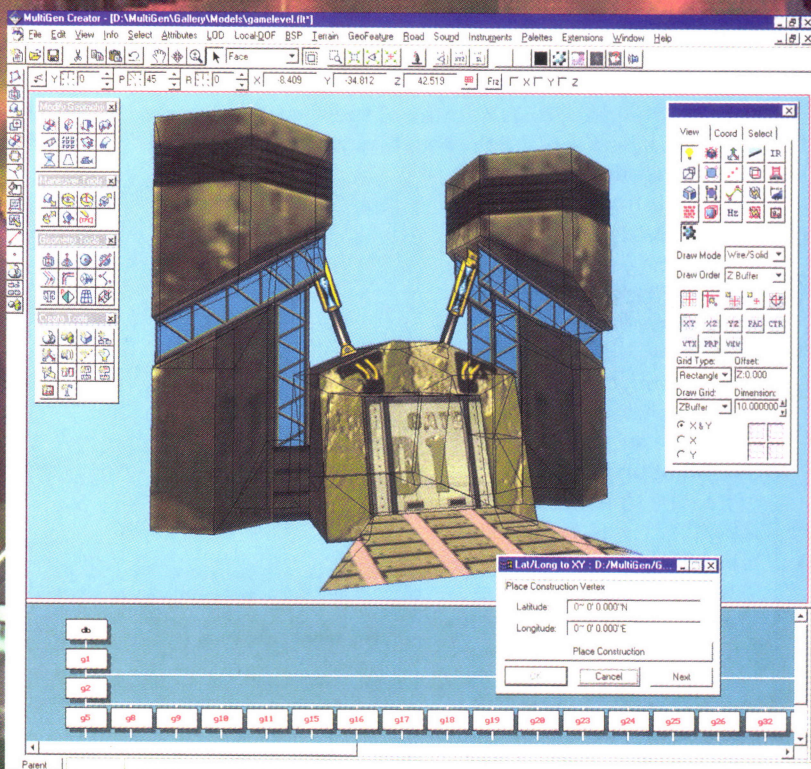 MultiGen Creator - [D:\MultiGen\Gallery\Models\gamelevel.flt*]
File Edit View Info Select Attributes LOD Local-DOF BSP Terrain GeoFeature Road Sound Instruments Palettes Extensions Window Help
Face
Y 0 P 45 R 0 X -8.409 Y -34.812 Z 42.519 Frz X Y Z
Modify Geometry
Maneuver Tools
Geometry Tools
Create Tools
View Coord Select
IR
Hz
Draw Mode Wire/Solid
Draw Order Z Buffer
XY XZ YZ FAC CTR
VTX PRP VEW
Grid Type: Offset:
Rectangle Z:0.000
Draw Grid: Dimension:
ZBuffer 10.000000
X & Y
X
Y
Lat/Long to XY : D:/MultiGen/G...
Place Construction Vertex
Latitude 0° 0' 0.000"N
Longitude: 0° 0' 0.000"E
Place Construction
Cancel Next
db
g1
g2
g5 g8 g9 g10 g11 g15 g16 g17 g18 g19 g20 g23 g24 g25 g26 g32
Parent